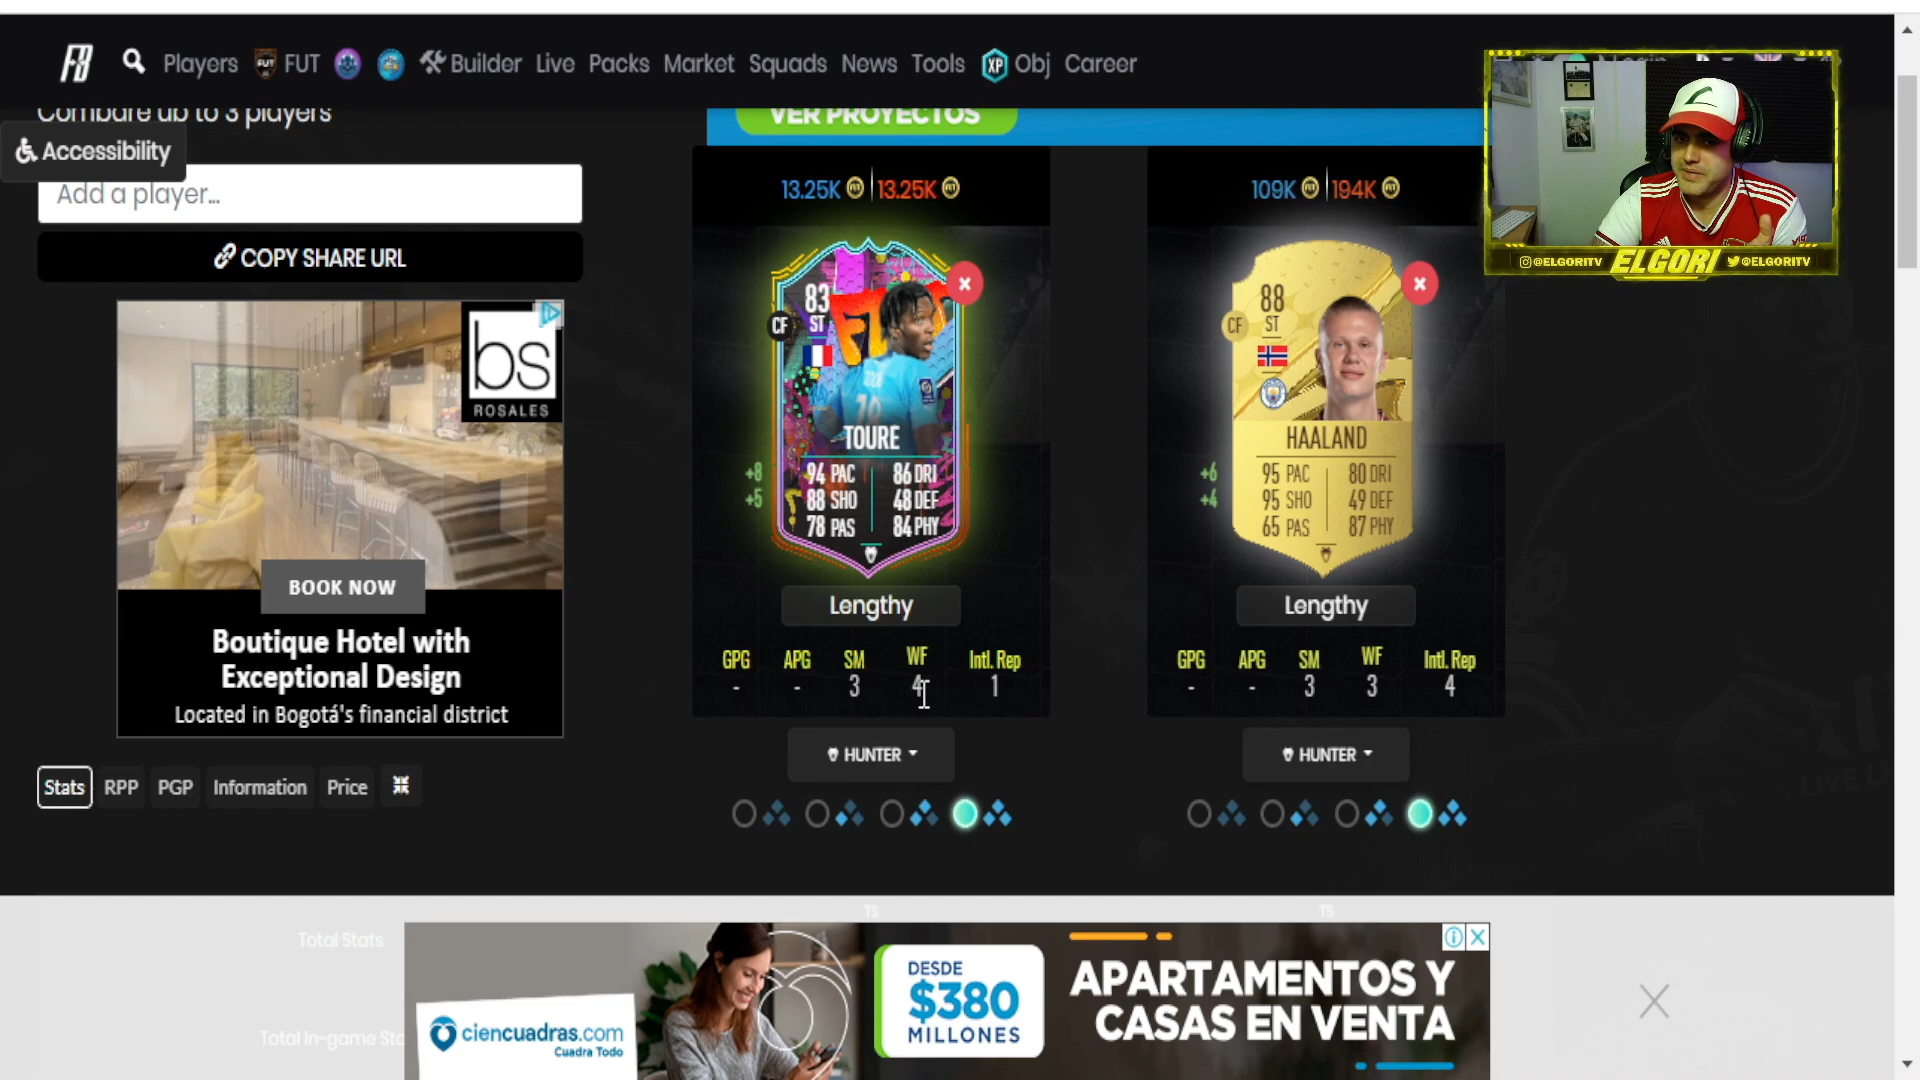 Players FUT Builder Live Packs Market Squads News Tools XP Obj Career
Compare up to 3 players
Accessibility
Add a player...
COPY SHARE URL
VER PROYECTOS
@ELGORITV ELGORI @ELGORITV
bs
ROSALES
BOOK NOW
Boutique Hotel with
Exceptional Design
Located in Bogotá's financial district
Stats RPP PGP Information Price
13.25K 13.25K
83
CF ST
TOURE
+8 94 PAC 86 DRI
+5 88 SHO 48 DEF
78 PAS 84 PHY
Lengthy
GPG APG SM WF Intl. Rep
- - 3 4 1
HUNTER
109K 194K
88
CF ST
HAALAND
+6 95 PAC 80 DRI
+4 95 SHO 49 DEF
65 PAS 87 PHY
Lengthy
GPG APG SM WF Intl. Rep
- - 3 3 4
HUNTER
TS TS
Total Stats
ciencuadras.com
Cuadra Todo
DESDE
$380
MILLONES
APARTAMENTOS Y
CASAS EN VENTA